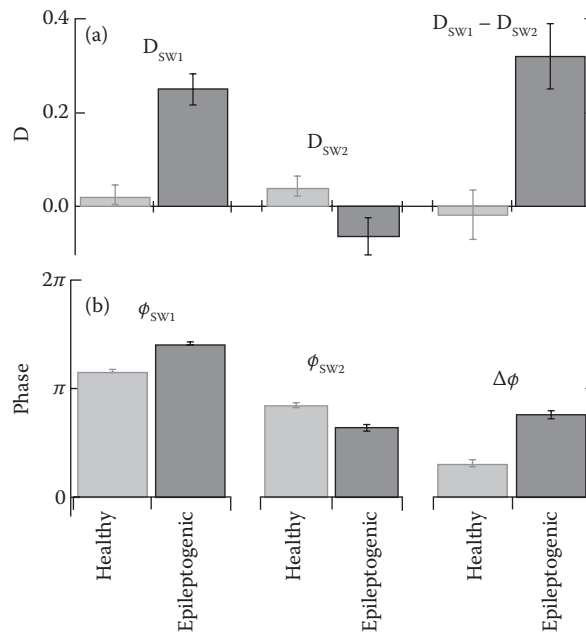 (a)
D_SW1
D_SW2
D_SW1 – D_SW2
0.4
0.2
0.0
D
(b)
ϕ_SW1
ϕ_SW2
Δϕ
2π
π
0
Phase
Healthy
Epileptogenic
Healthy
Epileptogenic
Healthy
Epileptogenic